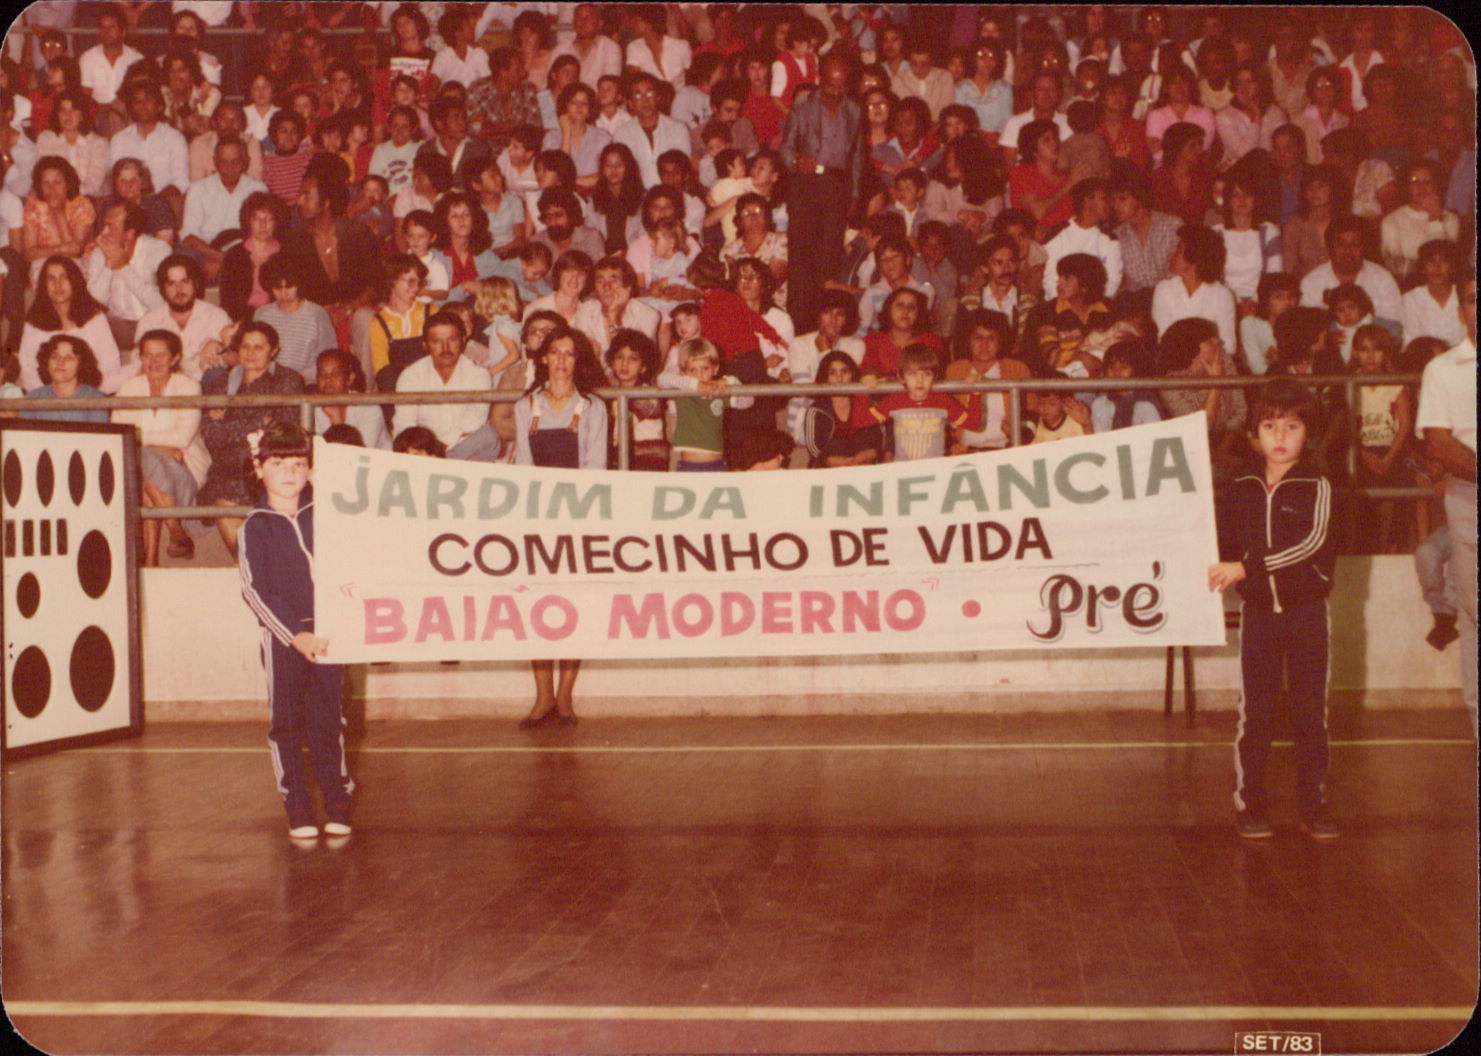 JARDIM DA INFÂNCIA
COMECINHO DE VIDA
"BAIÃO MODERNO" • Pré
SET/83